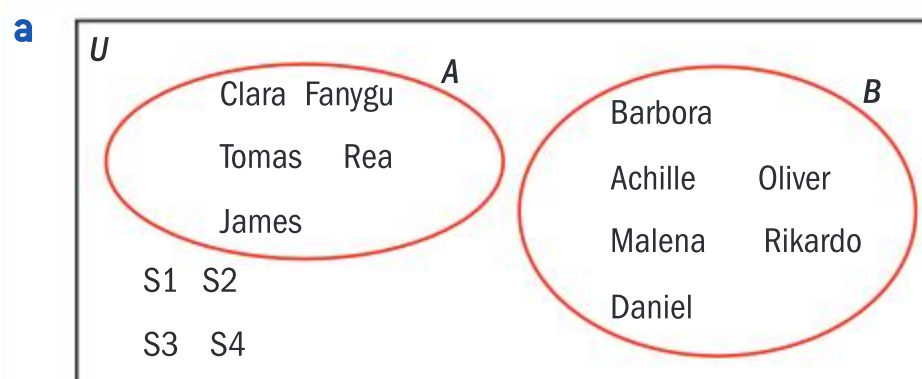 a
U
A
Clara Fanygu
Tomas Rea
James
B
Barbora
Achille Oliver
Malena Rikardo
Daniel
S1 S2
S3 S4